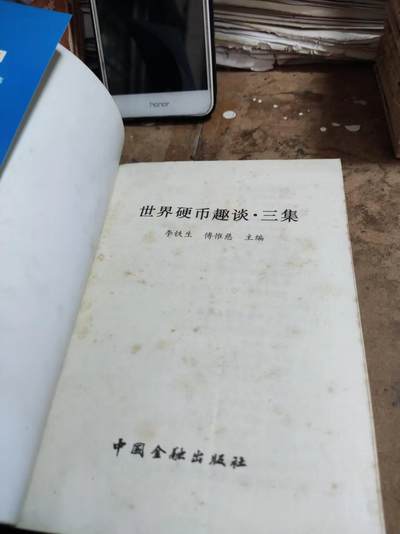 honor
世界硬币趣谈·三集
李铁生 傅惟慈 主编
中国金融出版社